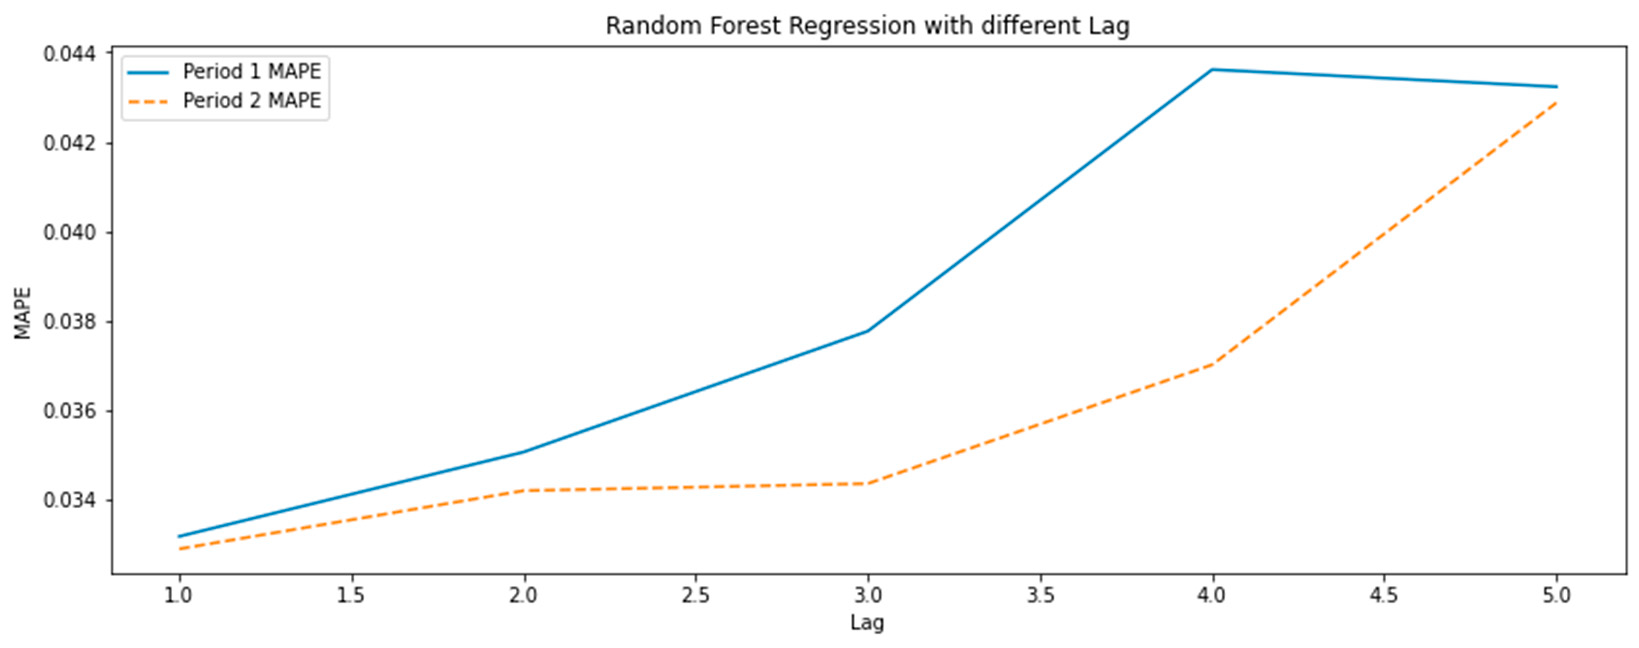 Random Forest Regression with different Lag
0.044
0.042
0.040
0.038
0.036
0.034
MAPE
Period 1 MAPE
Period 2 MAPE
1.0 1.5 2.0 2.5 3.0 3.5 4.0 4.5 5.0
Lag